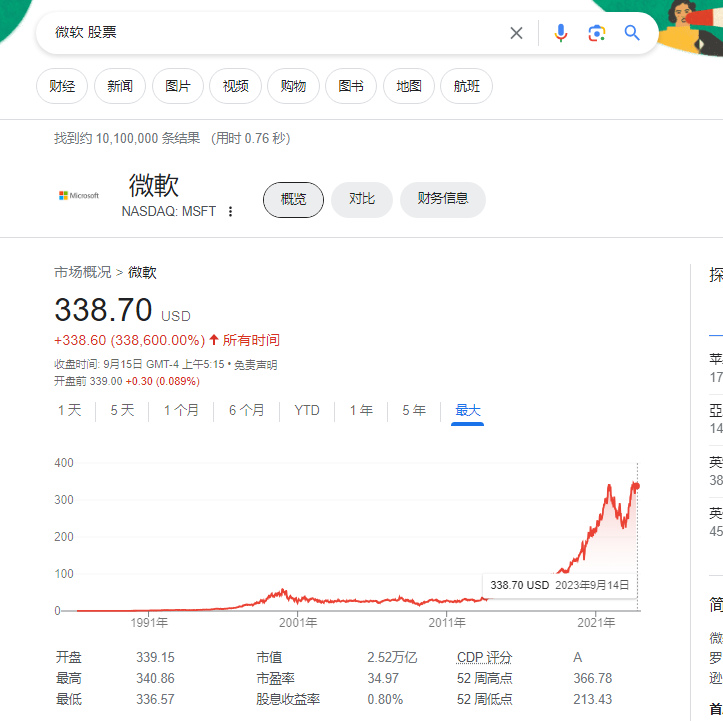 微软 股票
财经 新闻 图片 视频 购物 图书 地图 航班
找到约 10,100,000 条结果 (用时 0.76 秒)
Microsoft
微軟
NASDAQ: MSFT
概览 对比 财务信息
市场概况 > 微軟
338.70 USD
+338.60 (338,600.00%) 所有时间
收盘时间: 9月15日 GMT-4 上午5:15 • 免责声明
开盘前 339.00 +0.30 (0.089%)
1 天 5 天 1 个月 6 个月 YTD 1 年 5 年 最大
400
300
200
100
0
338.70 USD 2023年9月14日
1991年 2001年 2011年 2021年
开盘 339.15 市值 2.52万亿 CDP 评分 A
最高 340.86 市盈率 34.97 52 周高点 366.78
最低 336.57 股息收益率 0.80% 52 周低点 213.43
探
17
亞
14
英
38
英
45
简
微
罗
逊
首